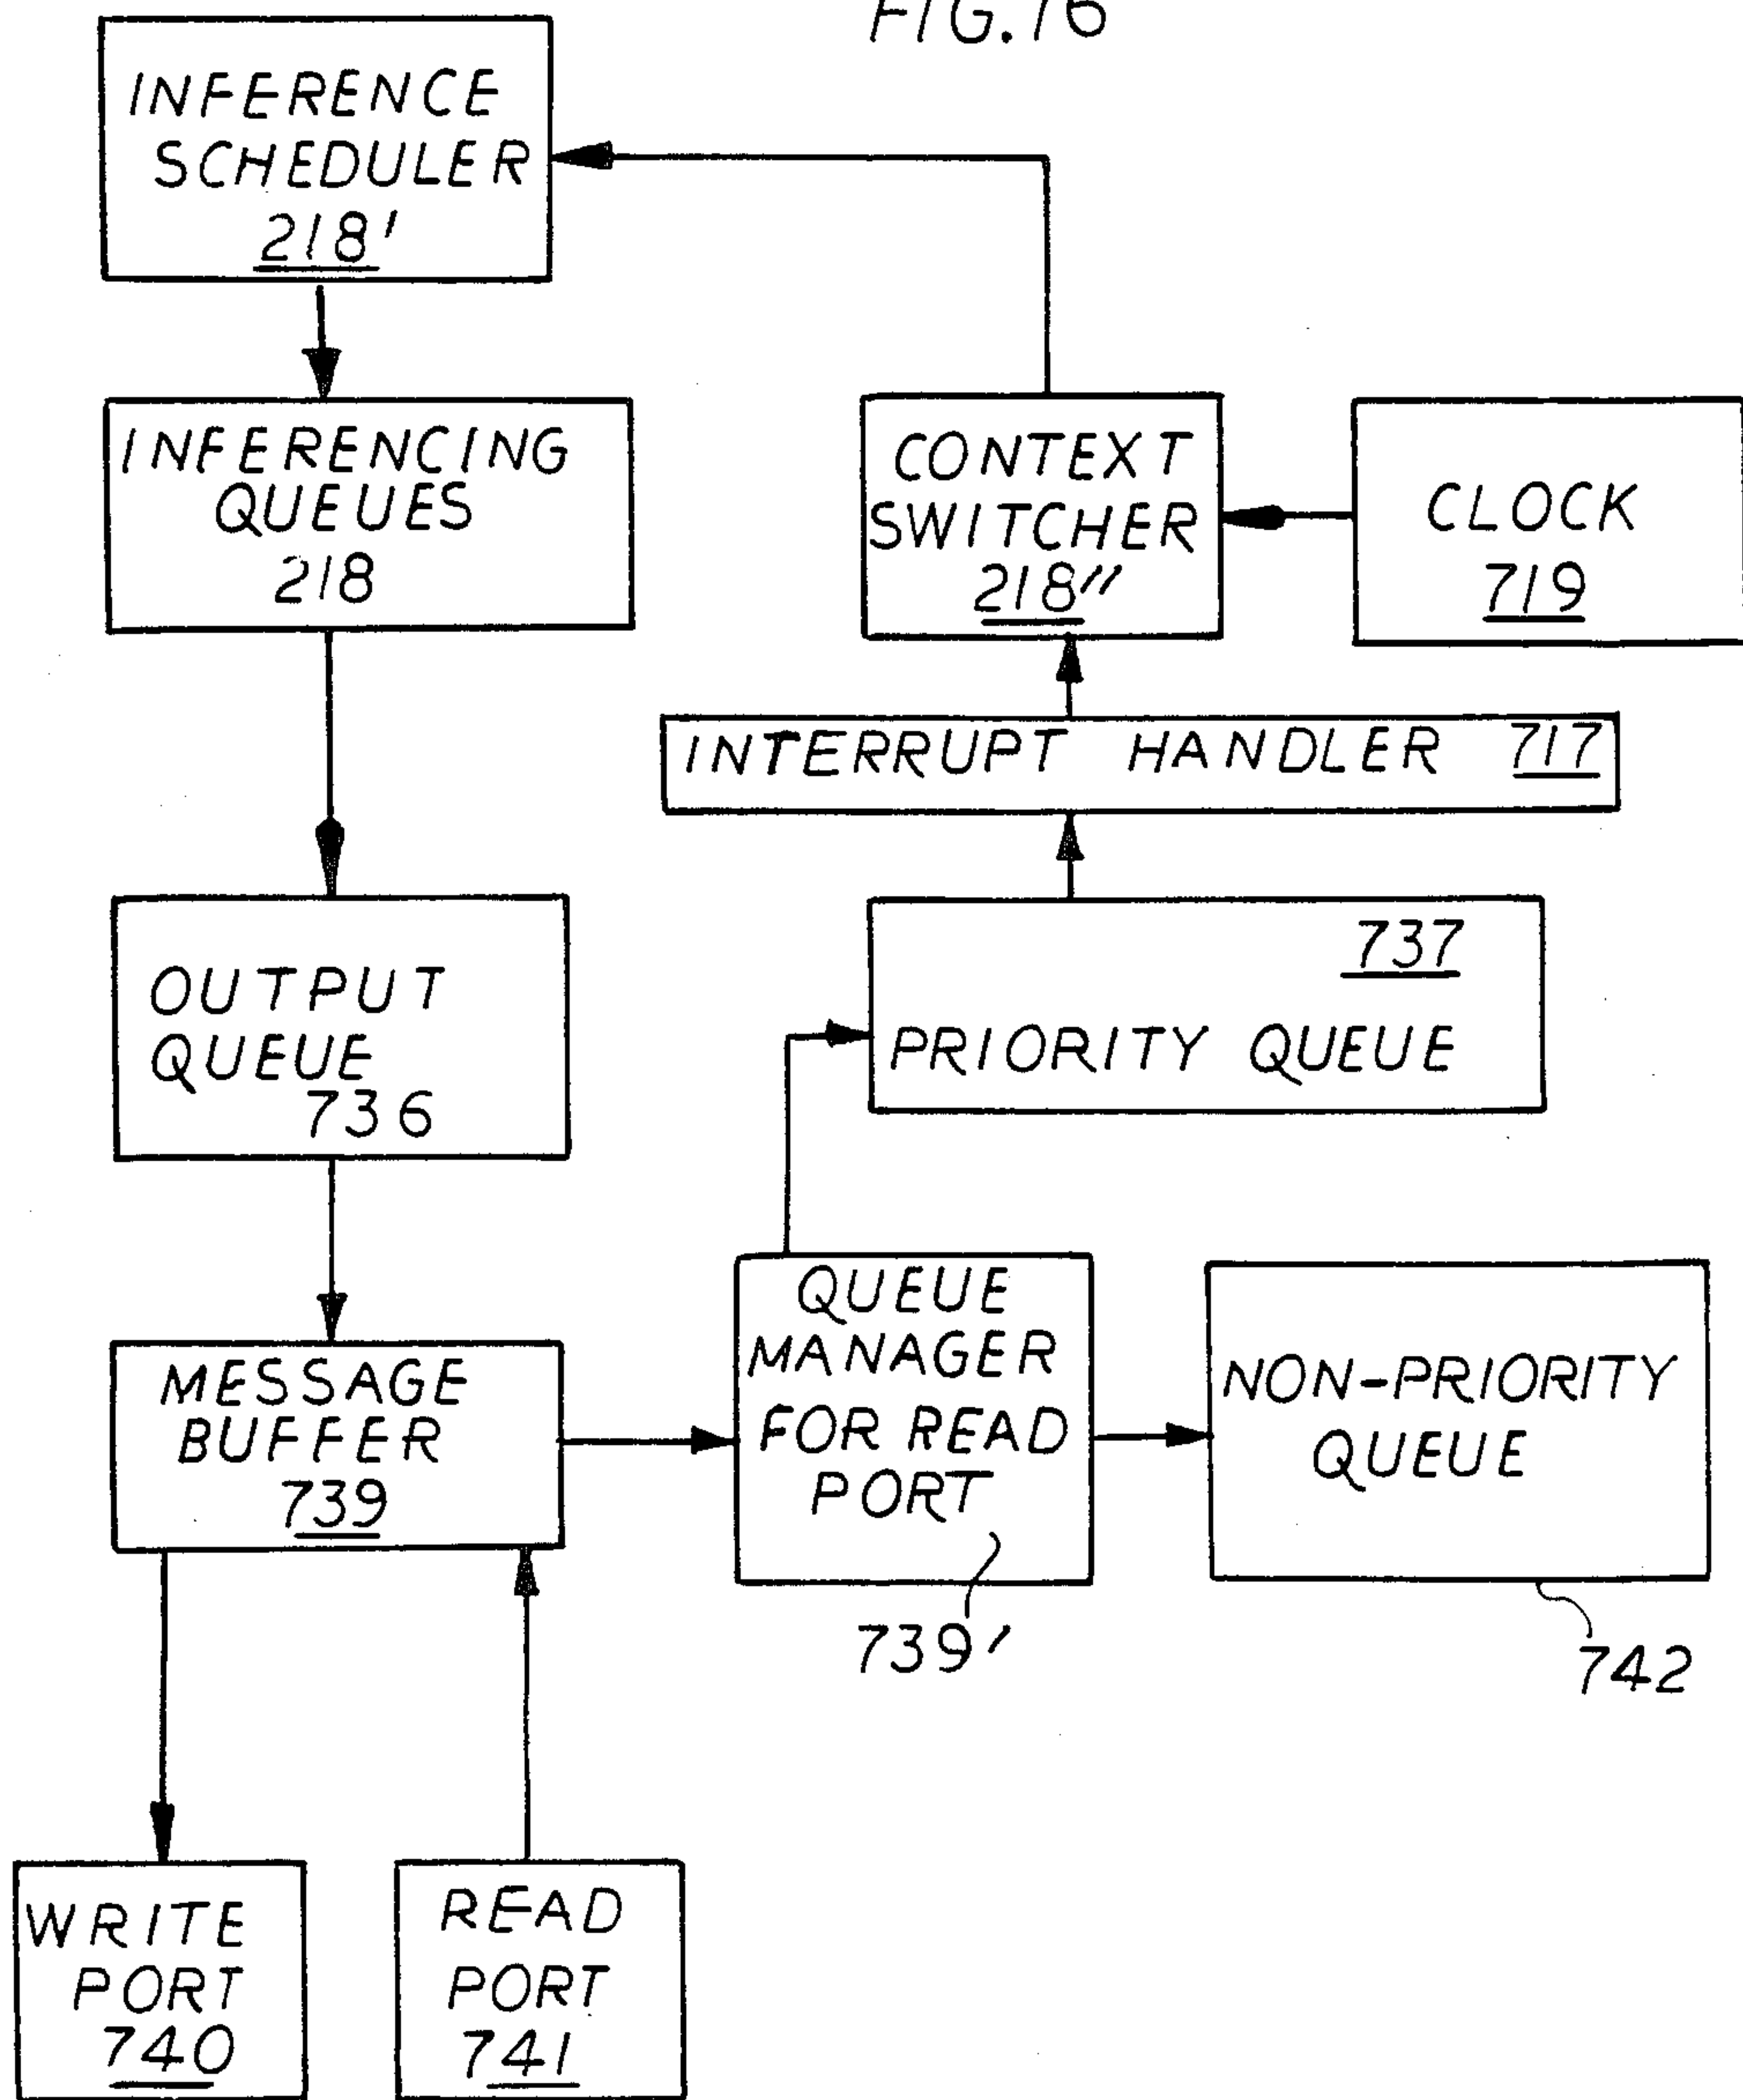 FIG. 16
INFERENCE
SCHEDULER
218'
INFERENCING
QUEUES
218
CONTEXT
SWITCHER
218"
CLOCK
719
INTERRUPT HANDLER 717
OUTPUT
QUEUE
736
737
PRIORITY QUEUE
MESSAGE
BUFFER
739
QUEUE
MANAGER
FOR READ
PORT
739'
NON-PRIORITY
QUEUE
742
WRITE
PORT
740
READ
PORT
741